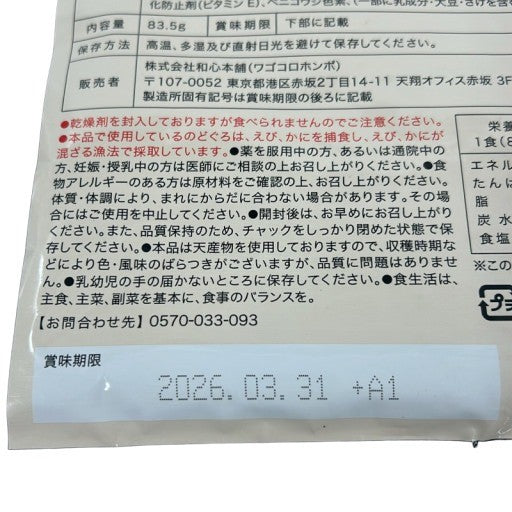 化防止剤(ビタミンE)、ベニコウジ色素、(一部に乳成分・大豆・さけを含
内容量 83.5g 賞味期限 下部に記載
保存方法 高温、多湿及び直射日光を避けて保存してください。
販売者 株式会社和心本舗(ワゴコロホンポ)
〒107-0052 東京都港区赤坂2丁目14-11 天翔オフィス赤坂 3F
製造所固有記号は賞味期限の後ろに記載
●乾燥剤を封入しておりますが食べられませんのでご注意ください。
●本品で使用しているのどぐろは、えび、かにを捕食し、えび、かにが
混ざる漁法で採取しています。●薬を服用中の方、あるいは通院中の
方、妊娠・授乳中の方は医師にご相談の上お召し上がりください。●食
物アレルギーのある方は原材料をご確認の上、お召し上がりください。
体質・体調により、まれにからだに合わない場合があります。その場
合にはご使用を中止してください。●開封後は、お早めにお召し上がり
ください。また、品質保持のため、チャックをしっかり閉めた状態で保
存してください。●本品は天産物を使用しておりますので、収穫時期な
どにより色・風味のばらつきがございますが、品質に問題はありませ
ん。●乳幼児の手の届かないところに保存してください。●食生活は、
主食、主菜、副菜を基本に、食事のバランスを。
【お問合わせ先】0570-033-093
栄養
1食(8
エネル
たんぱ
脂
炭水
食塩
※この
プラ
賞味期限
2026.03.31 +A1